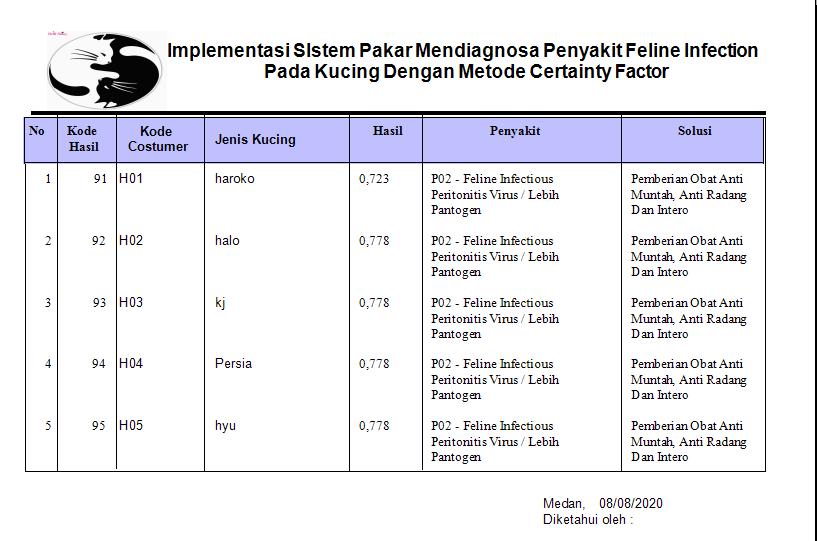 Implementasi SIstem Pakar Mendiagnosa Penyakit Feline Infection
Pada Kucing Dengan Metode Certainty Factor
No Kode Hasil Kode Costumer Jenis Kucing Hasil Penyakit Solusi
1 91 H01 haroko 0,723 P02 - Feline Infectious Pemberian Obat Anti
Peritonitis Virus / Lebih Muntah, Anti Radang
Pantogen Dan Intero
2 92 H02 halo 0,778 P02 - Feline Infectious Pemberian Obat Anti
Peritonitis Virus / Lebih Muntah, Anti Radang
Pantogen Dan Intero
3 93 H03 kj 0,778 P02 - Feline Infectious Pemberian Obat Anti
Peritonitis Virus / Lebih Muntah, Anti Radang
Pantogen Dan Intero
4 94 H04 Persia 0,778 P02 - Feline Infectious Pemberian Obat Anti
Peritonitis Virus / Lebih Muntah, Anti Radang
Pantogen Dan Intero
5 95 H05 hyu 0,778 P02 - Feline Infectious Pemberian Obat Anti
Peritonitis Virus / Lebih Muntah, Anti Radang
Pantogen Dan Intero
Medan, 08/08/2020
Diketahui oleh :